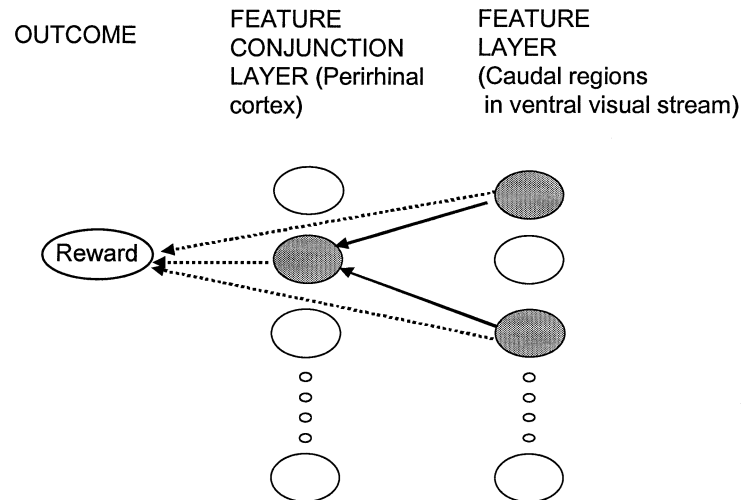 OUTCOME
FEATURE
CONJUNCTION
LAYER (Perirhinal
cortex)
FEATURE
LAYER
(Caudal regions
in ventral visual stream)
Reward